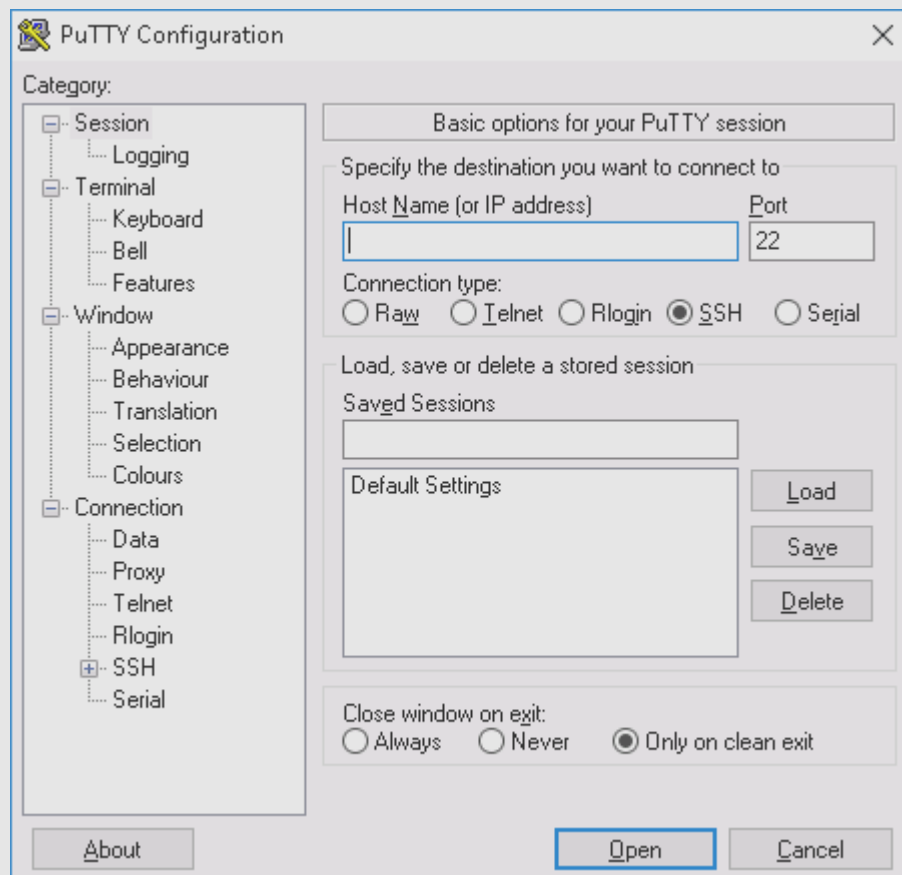 PuTTY Configuration
Category:
Session
Logging
Terminal
Keyboard
Bell
Features
Window
Appearance
Behaviour
Translation
Selection
Colours
Connection
Data
Proxy
Telnet
Rlogin
SSH
Serial
Basic options for your PuTTY session
Specify the destination you want to connect to
Host Name (or IP address) Port
22
Connection type:
Raw Telnet Rlogin SSH Serial
Load, save or delete a stored session
Saved Sessions
Default Settings
Load
Save
Delete
Close window on exit:
Always Never Only on clean exit
About Open Cancel